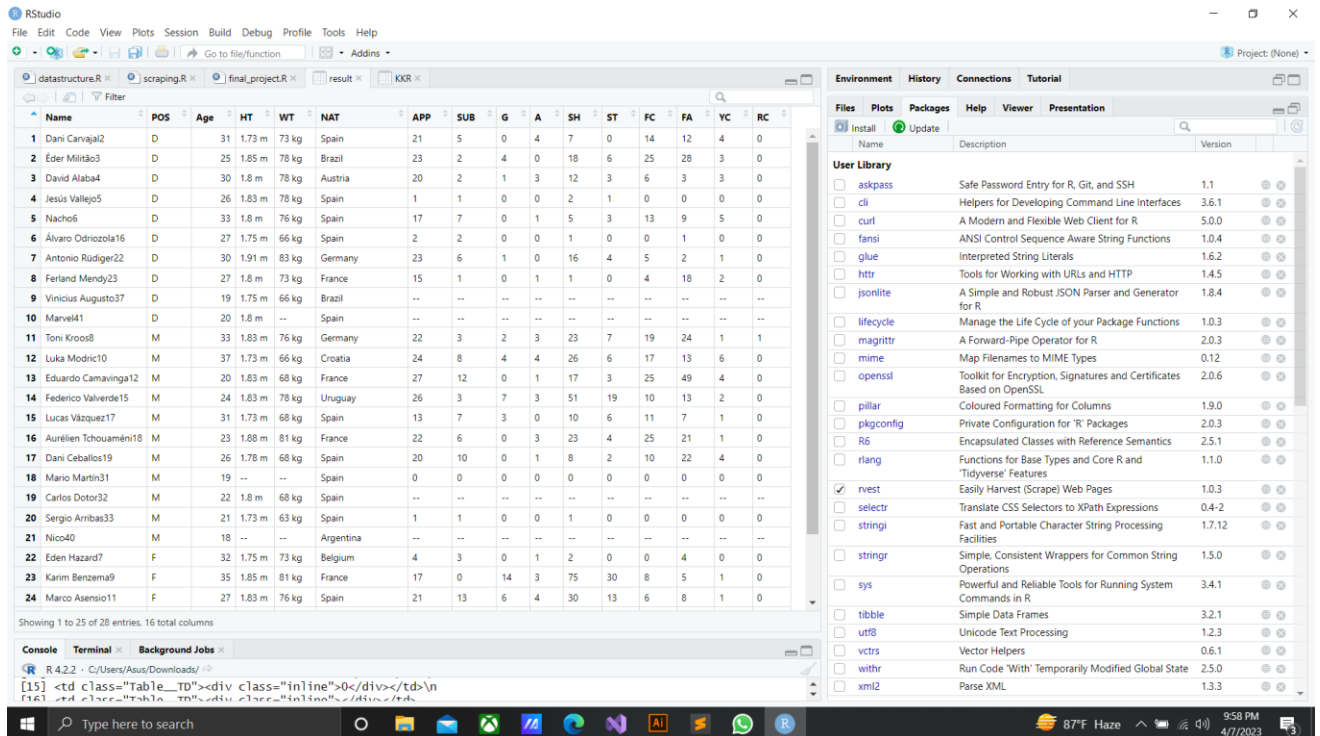 RStudio
File Edit Code View Plots Session Build Debug Profile Tools Help
Go to file/function Addins Project: (None)
datastructure.R scraping.R final_project.R result KKR
Filter
Name POS Age HT WT NAT APP SUB G A SH ST FC FA YC RC
1 Dani Carvajal2 D 31 1.73 m 73 kg Spain 21 5 0 4 7 0 14 12 4 0
2 Éder Militão3 D 25 1.85 m 78 kg Brazil 23 2 4 0 18 6 25 28 3 0
3 David Alaba4 D 30 1.8 m 78 kg Austria 20 2 1 3 12 3 6 3 3 0
4 Jesús Vallejo5 D 26 1.83 m 78 kg Spain 1 1 0 0 2 1 0 0 0 0
5 Nacho6 D 33 1.8 m 76 kg Spain 17 7 0 1 5 3 13 9 5 0
6 Álvaro Odriozola16 D 27 1.75 m 66 kg Spain 2 2 0 0 1 0 0 1 0 0
7 Antonio Rüdiger22 D 30 1.91 m 83 kg Germany 23 6 1 0 16 4 5 2 1 0
8 Ferland Mendy23 D 27 1.8 m 73 kg France 15 1 0 1 1 0 4 18 2 0
9 Vinicius Augusto37 D 19 1.75 m 66 kg Brazil -- -- -- -- -- -- -- -- -- --
10 Marvel41 D 20 1.8 m -- Spain -- -- -- -- -- -- -- -- -- --
11 Toni Kroos8 M 33 1.83 m 76 kg Germany 22 3 2 3 23 7 19 24 1 1
12 Luka Modric10 M 37 1.73 m 66 kg Croatia 24 8 4 4 26 6 17 13 6 0
13 Eduardo Camavinga12 M 20 1.83 m 68 kg France 27 12 0 1 17 3 25 49 4 0
14 Federico Valverde15 M 24 1.83 m 78 kg Uruguay 26 3 7 3 51 19 10 13 2 0
15 Lucas Vázquez17 M 31 1.73 m 68 kg Spain 13 7 3 0 10 6 11 7 1 0
16 Aurélien Tchouaméni18 M 23 1.88 m 81 kg France 22 6 0 3 23 4 25 21 1 0
17 Dani Ceballos19 M 26 1.78 m 68 kg Spain 20 10 0 1 8 2 10 22 4 0
18 Mario Martín31 M 19 -- -- Spain 0 0 0 0 0 0 0 0 0 0
19 Carlos Dotor32 M 22 1.8 m 68 kg Spain -- -- -- -- -- -- -- -- -- --
20 Sergio Arribas33 M 21 1.73 m 63 kg Spain 1 1 0 0 1 0 0 0 0 0
21 Nico40 M 18 -- -- Argentina -- -- -- -- -- -- -- -- -- --
22 Eden Hazard7 F 32 1.75 m 73 kg Belgium 4 3 0 1 2 0 0 4 0 0
23 Karim Benzema9 F 35 1.85 m 81 kg France 17 0 14 3 75 30 8 5 1 0
24 Marco Asensio11 F 27 1.83 m 76 kg Spain 21 13 6 4 30 13 6 8 1 0
Showing 1 to 25 of 28 entries, 16 total columns
Console Terminal Background Jobs
R 4.2.2 · C:/Users/Asus/Downloads/
[15] <td class="Table__TD"><div class="inline">0</div></td>\n
[16] <td class="Table__TD"><div class="inline"></div></td>
Environment History Connections Tutorial
Files Plots Packages Help Viewer Presentation
Install Update
Name Description Version
User Library
askpass Safe Password Entry for R, Git, and SSH 1.1
cli Helpers for Developing Command Line Interfaces 3.6.1
curl A Modern and Flexible Web Client for R 5.0.0
fansi ANSI Control Sequence Aware String Functions 1.0.4
glue Interpreted String Literals 1.6.2
httr Tools for Working with URLs and HTTP 1.4.5
jsonlite A Simple and Robust JSON Parser and Generator 1.8.4
for R
lifecycle Manage the Life Cycle of your Package Functions 1.0.3
magrittr A Forward-Pipe Operator for R 2.0.3
mime Map Filenames to MIME Types 0.12
openssl Toolkit for Encryption, Signatures and Certificates 2.0.6
Based on OpenSSL
pillar Coloured Formatting for Columns 1.9.0
pkgconfig Private Configuration for 'R' Packages 2.0.3
R6 Encapsulated Classes with Reference Semantics 2.5.1
rlang Functions for Base Types and Core R and 1.1.0
'Tidyverse' Features
rvest Easily Harvest (Scrape) Web Pages 1.0.3
selectr Translate CSS Selectors to XPath Expressions 0.4-2
stringi Fast and Portable Character String Processing 1.7.12
Facilities
stringr Simple, Consistent Wrappers for Common String 1.5.0
Operations
sys Powerful and Reliable Tools for Running System 3.4.1
Commands in R
tibble Simple Data Frames 3.2.1
utf8 Unicode Text Processing 1.2.3
vctrs Vector Helpers 0.6.1
withr Run Code 'With' Temporarily Modified Global State 2.5.0
xml2 Parse XML 1.3.3
Type here to search
87°F Haze
9:58 PM
4/7/2023